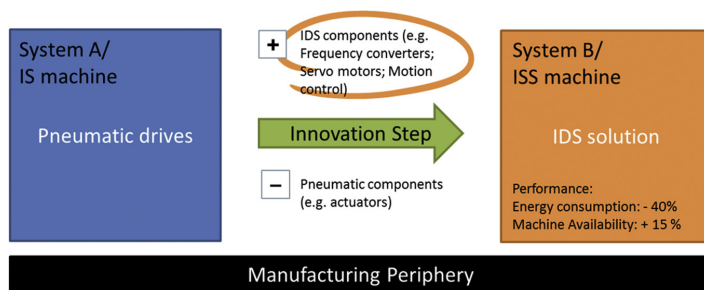 System A/
IS machine
Pneumatic drives
+
IDS components (e.g.
Frequency converters;
Servo motors; Motion
control)
Innovation Step
−
Pneumatic components
(e.g. actuators)
System B/
ISS machine
IDS solution
Performance:
Energy consumption: - 40%
Machine Availability: + 15 %
Manufacturing Periphery